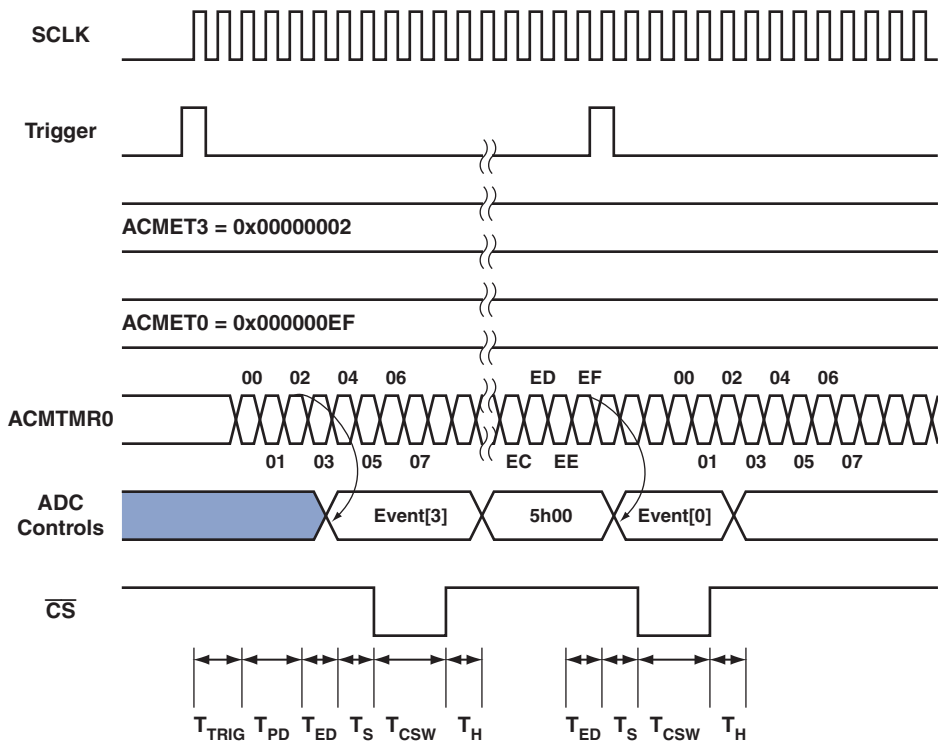 SCLK
Trigger
ACMET3 = 0x00000002
ACMET0 = 0x000000EF
00 02 04 06 ED EF 00 02 04 06
ACMTMR0
01 03 05 07 EC EE 01 03 05 07
ADC
Controls
Event[3] 5h00 Event[0]
CS
TTRIG TPD TED TS TCSW TH TED TS TCSW TH